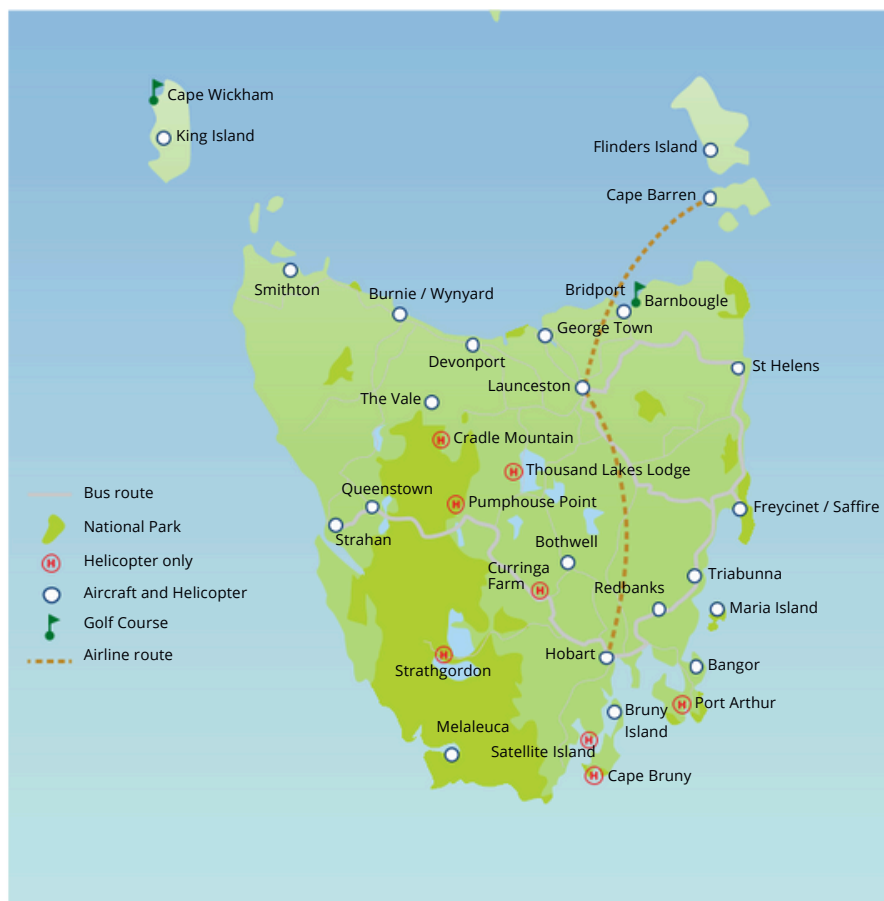 Cape Wickham
King Island
Flinders Island
Cape Barren
Smithton
Burnie / Wynyard
Bridport
Barnbougle
George Town
Devonport
Launceston
St Helens
The Vale
Cradle Mountain
Thousand Lakes Lodge
Queenstown
Pumphouse Point
Freycinet / Saffire
Strahan
Bothwell
Curringa
Farm
Triabunna
Redbanks
Maria Island
Hobart
Bangor
Strathgordon
Port Arthur
Bruny
Island
Melaleuca
Satellite Island
Cape Bruny
Bus route
National Park
H Helicopter only
Aircraft and Helicopter
Golf Course
Airline route
H
H
H
H
H
H
H
H